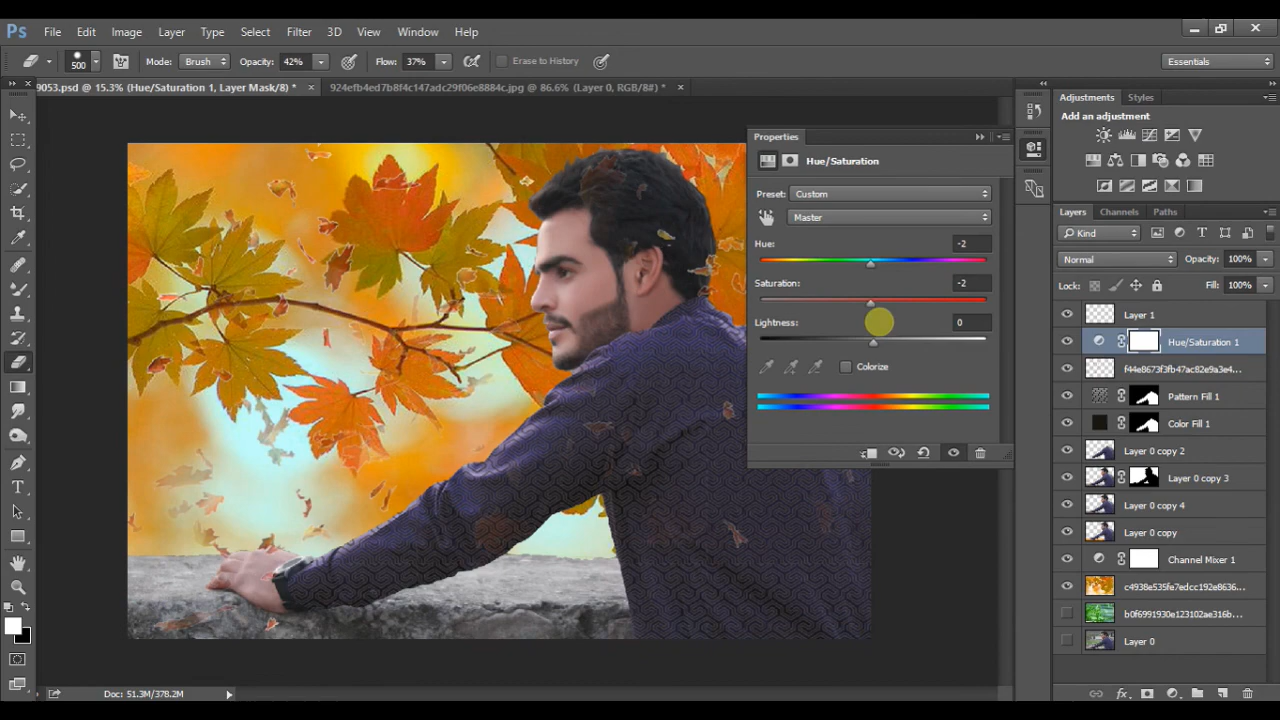 Ps File Edit Image Layer Type Select Filter 3D View Window Help
500 Mode: Brush Opacity: 42% Flow: 37% Erase to History Essentials
9053.psd @ 15.3% (Hue/Saturation 1, Layer Mask/8) * × 924efb4ed7b8f4c147adc29f06e8884c.jpg @ 86.6% (Layer 0, RGB/8#) * ×
Properties
Hue/Saturation
Preset: Custom
Master
Hue: -2
Saturation: -2
Lightness: 0
Colorize
Adjustments Styles
Add an adjustment
Layers Channels Paths
Kind
Normal Opacity: 100%
Lock: Fill: 100%
Layer 1
Hue/Saturation 1
f44e8673f3fb47ac82e9a3e4...
Pattern Fill 1
Color Fill 1
Layer 0 copy 2
Layer 0 copy 3
Layer 0 copy 4
Layer 0 copy
Channel Mixer 1
c4938e535fe7edcc192e8636...
b0f6991930e123102ae316b...
Layer 0
Doc: 51.3M/378.2M